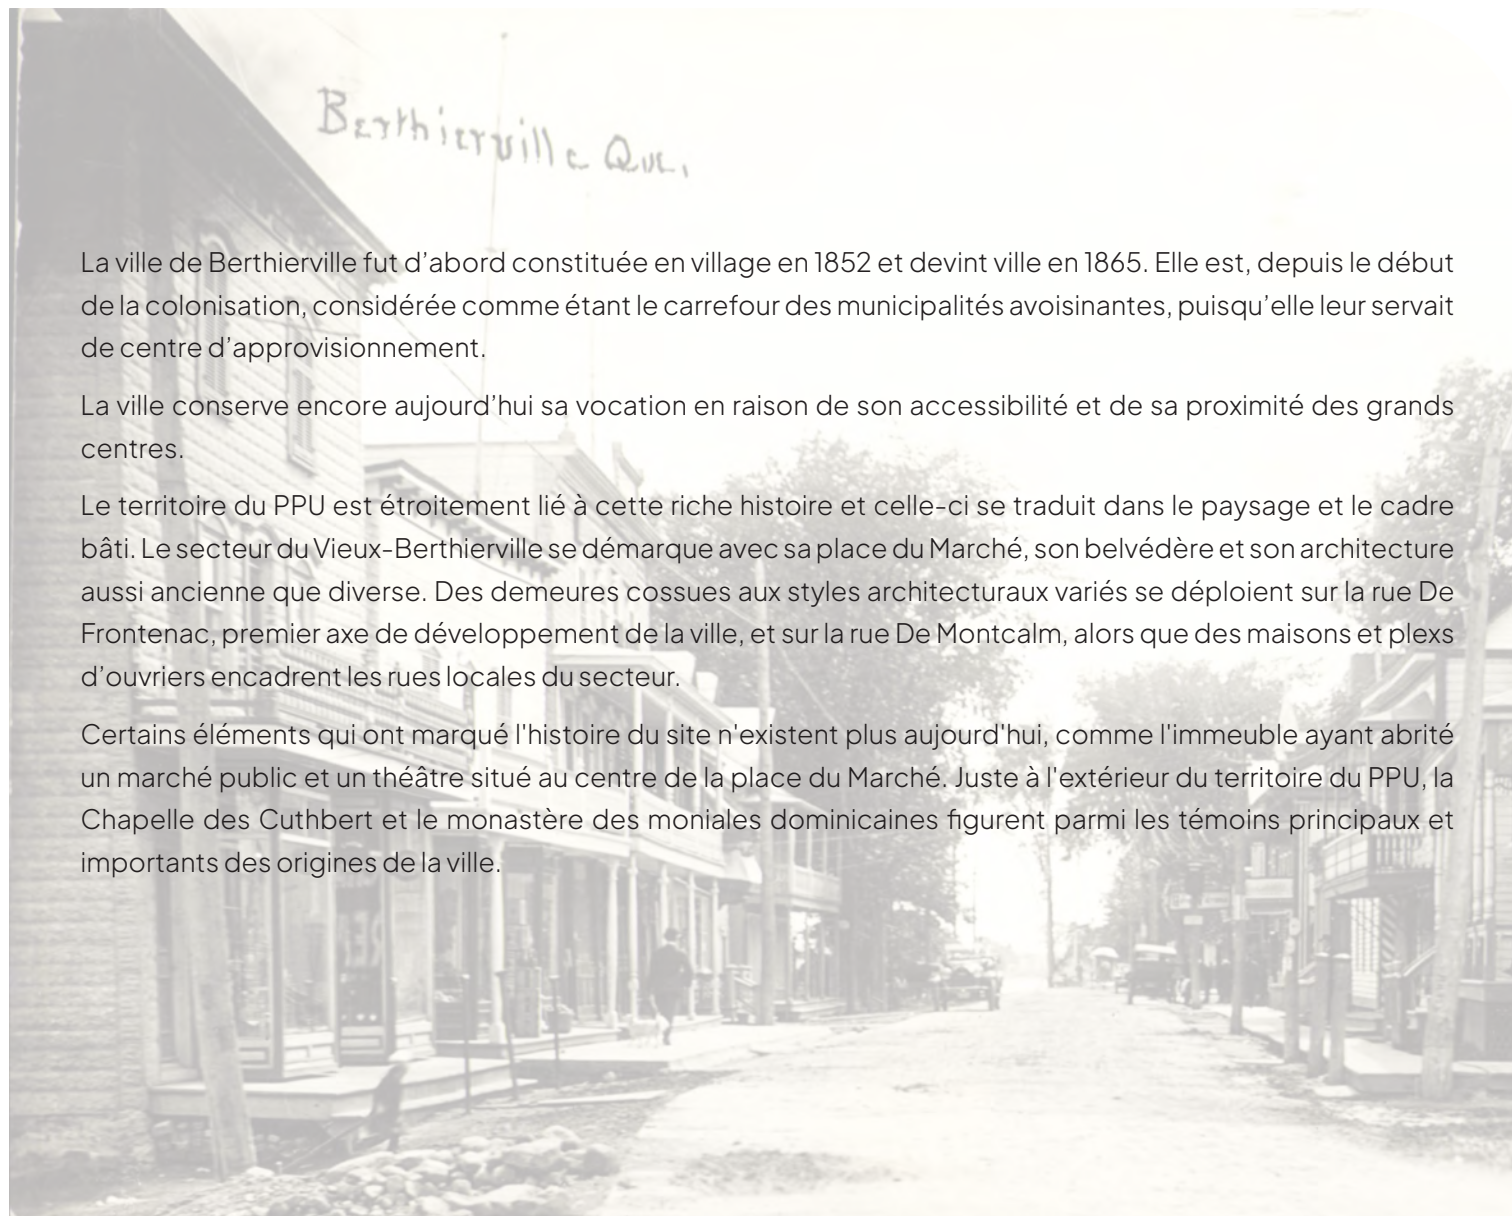 Berthierville Que.
La ville de Berthierville fut d’abord constituée en village en 1852 et devint ville en 1865. Elle est, depuis le début
de la colonisation, considérée comme étant le carrefour des municipalités avoisinantes, puisqu’elle leur servait
de centre d’approvisionnement.
La ville conserve encore aujourd’hui sa vocation en raison de son accessibilité et de sa proximité des grands
centres.
Le territoire du PPU est étroitement lié à cette riche histoire et celle-ci se traduit dans le paysage et le cadre
bâti. Le secteur du Vieux-Berthierville se démarque avec sa place du Marché, son belvédère et son architecture
aussi ancienne que diverse. Des demeures cossues aux styles architecturaux variés se déploient sur la rue De
Frontenac, premier axe de développement de la ville, et sur la rue De Montcalm, alors que des maisons et plexs
d’ouvriers encadrent les rues locales du secteur.
Certains éléments qui ont marqué l'histoire du site n'existent plus aujourd'hui, comme l'immeuble ayant abrité
un marché public et un théâtre situé au centre de la place du Marché. Juste à l'extérieur du territoire du PPU, la
Chapelle des Cuthbert et le monastère des moniales dominicaines figurent parmi les témoins principaux et
importants des origines de la ville.